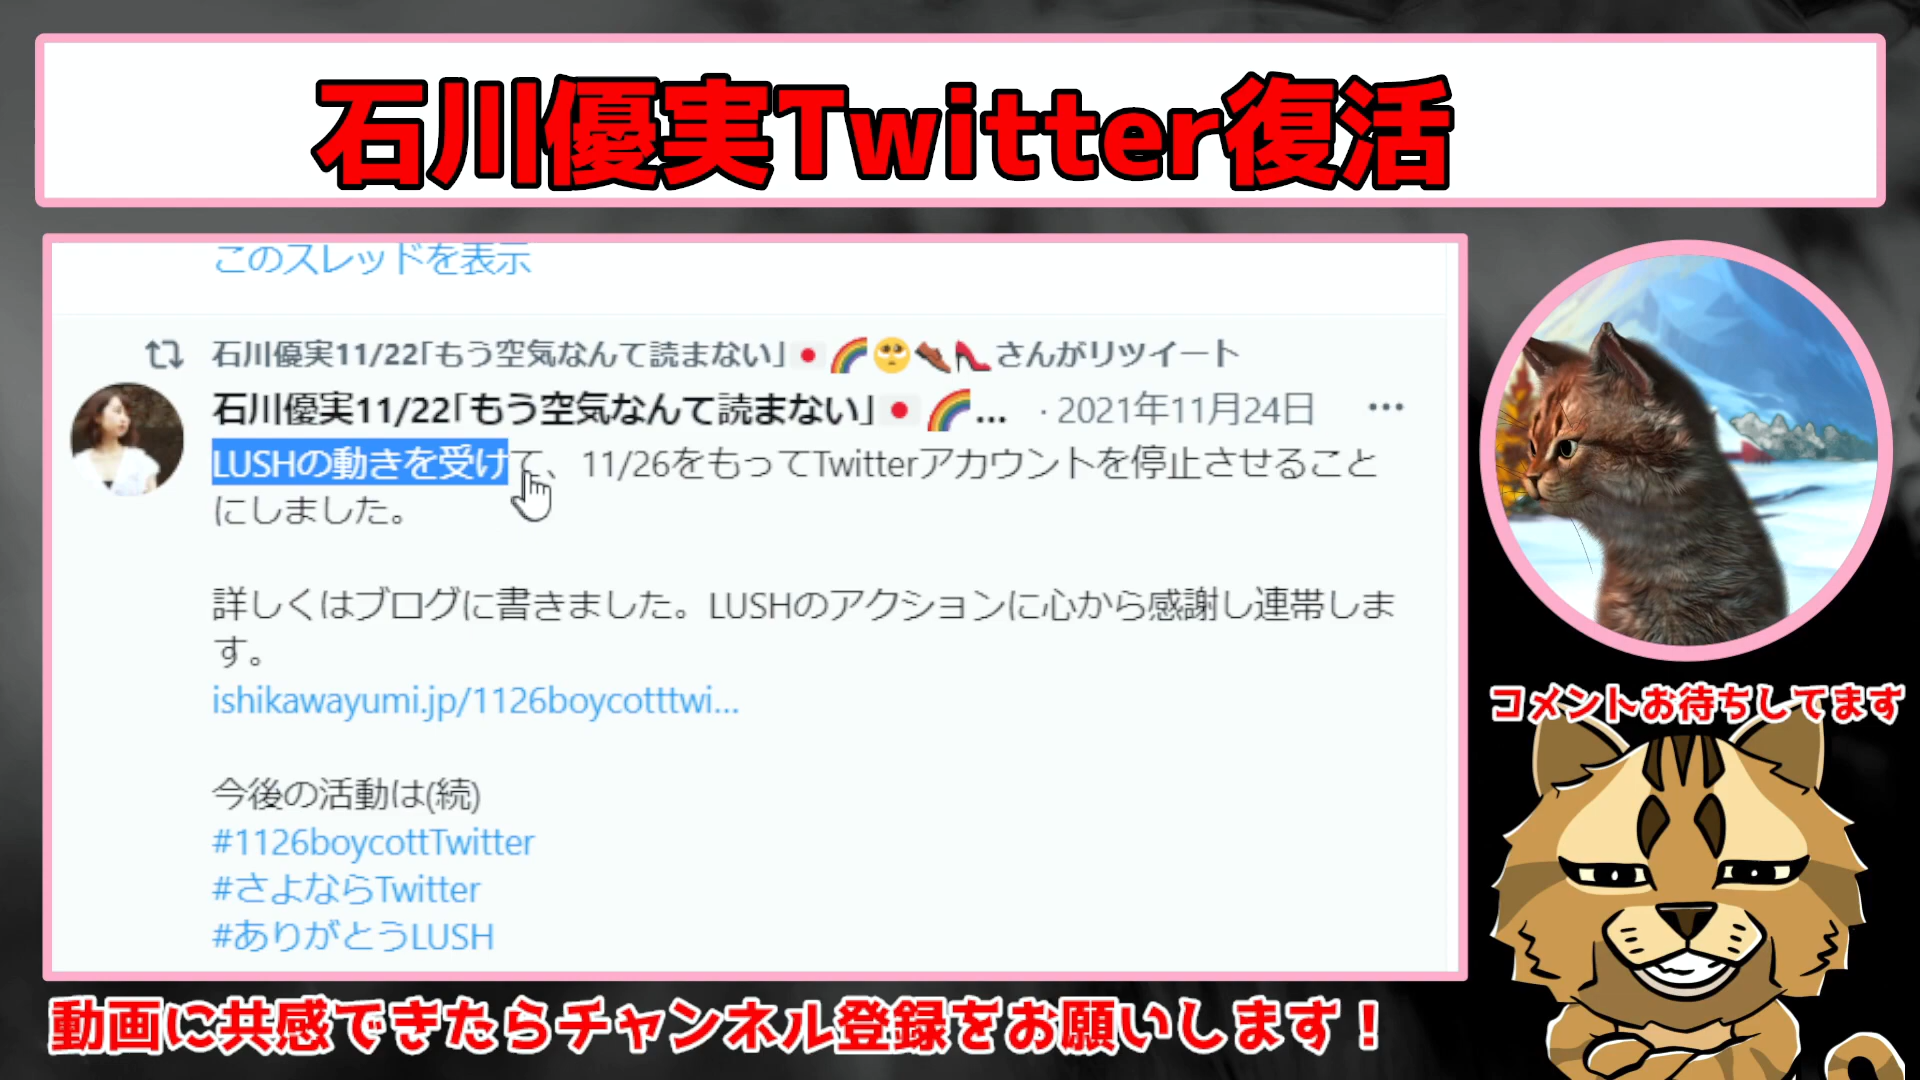 石川優実Twitter復活
このスレッドを表示
石川優実11/22「もう空気なんて読まない」🇯🇵🌈🥺👞👠さんがリツイート
石川優実11/22「もう空気なんて読まない」🇯🇵🌈... · 2021年11月24日 ···
LUSHの動きを受けて、11/26をもってTwitterアカウントを停止させること
にしました。
詳しくはブログに書きました。LUSHのアクションに心から感謝し連帯しま
す。
ishikawayumi.jp/1126boycotttwi...
今後の活動は(続)
#1126boycottTwitter
#さよならTwitter
#ありがとうLUSH
コメントお待ちしてます
動画に共感できたらチャンネル登録をお願いします！